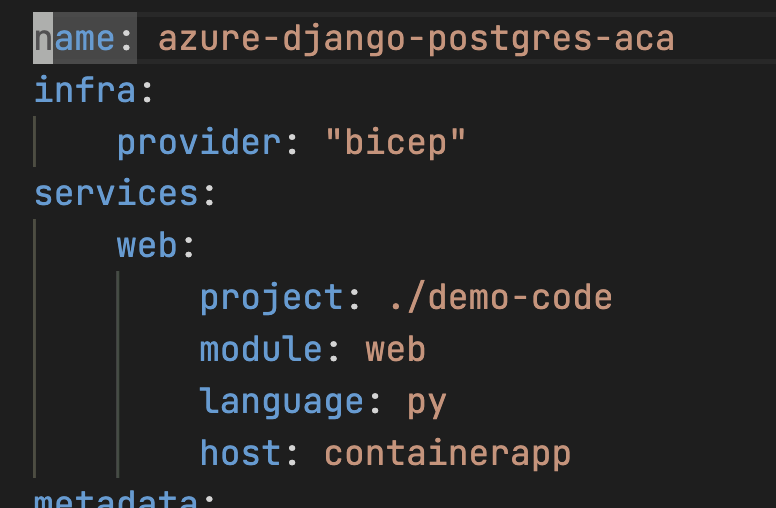 name: azure-django-postgres-aca
infra:
    provider: "bicep"
services:
    web:
        project: ./demo-code
        module: web
        language: py
        host: containerapp
metadata: